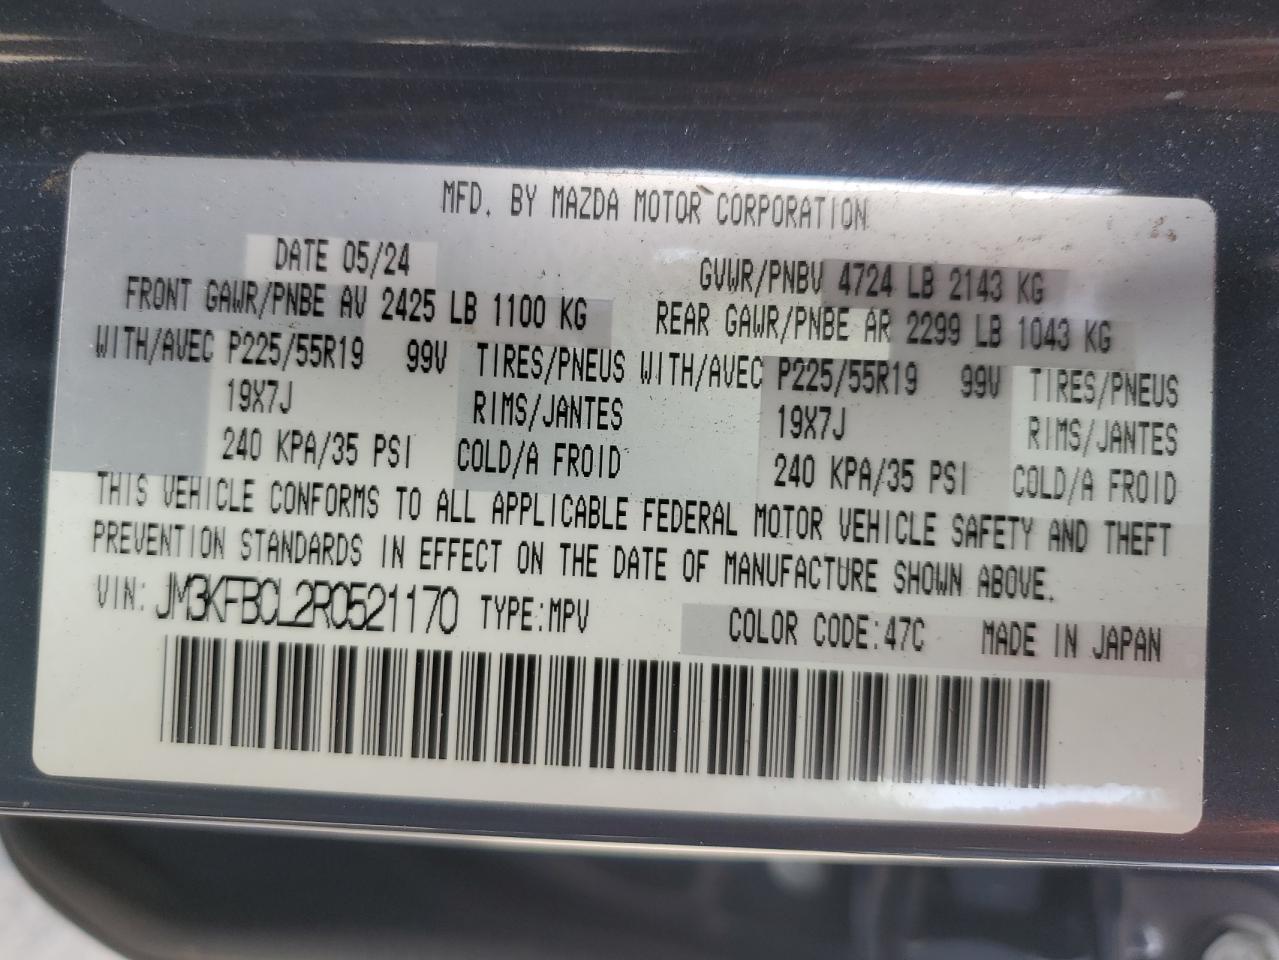 MFD. BY MAZDA MOTOR CORPORATION
DATE 05/24 GVWR/PNBV 4724 LB 2143 KG
FRONT GAWR/PNBE AV 2425 LB 1100 KG REAR GAWR/PNBE AR 2299 LB 1043 KG
WITH/AVEC P225/55R19 99V TIRES/PNEUS WITH/AVEC P225/55R19 99V TIRES/PNEUS
19X7J RIMS/JANTES 19X7J RIMS/JANTES
240 KPA/35 PSI COLD/A FROID 240 KPA/35 PSI COLD/A FROID
THIS VEHICLE CONFORMS TO ALL APPLICABLE FEDERAL MOTOR VEHICLE SAFETY AND THEFT
PREVENTION STANDARDS IN EFFECT ON THE DATE OF MANUFACTURE SHOWN ABOVE.
VIN: JM3KFBCL2R0521170 TYPE:MPV COLOR CODE:47C MADE IN JAPAN